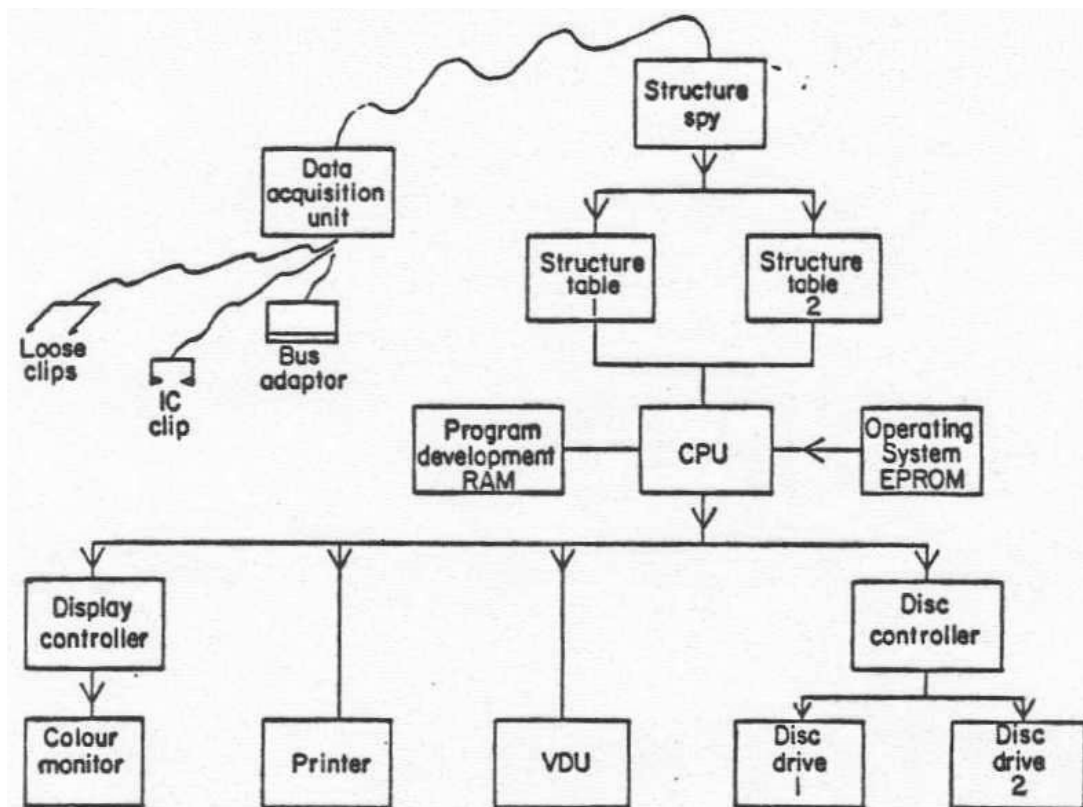 Structure
spy
Data
acquisition
unit
Structure
table
1
Structure
table
2
Loose
clips
IC
clip
Bus
adaptor
Program
development
RAM
CPU
Operating
System
EPROM
Display
controller
Disc
controller
Colour
monitor
Printer
VDU
Disc
drive
1
Disc
drive
2